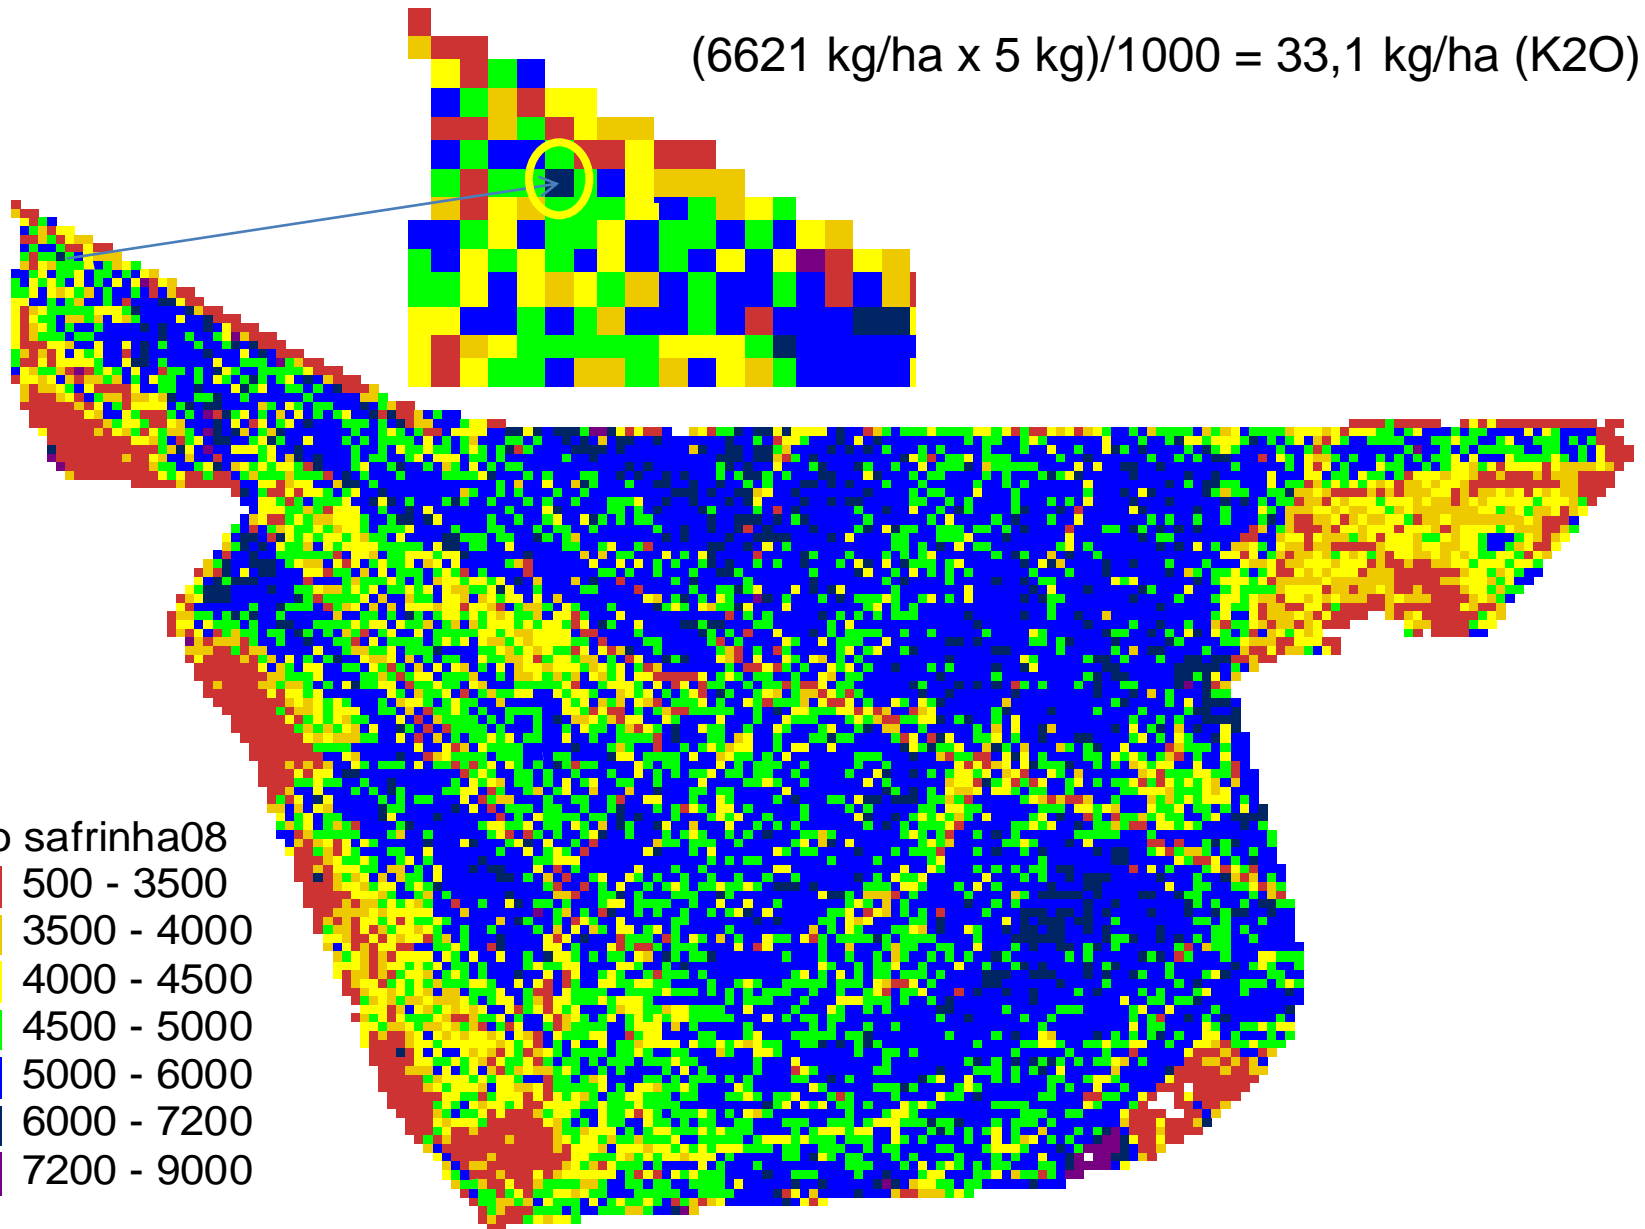 (6621 kg/ha x 5 kg)/1000 = 33,1 kg/ha (K2O)
safrinha08
500 - 3500
3500 - 4000
4000 - 4500
4500 - 5000
5000 - 6000
6000 - 7200
7200 - 9000